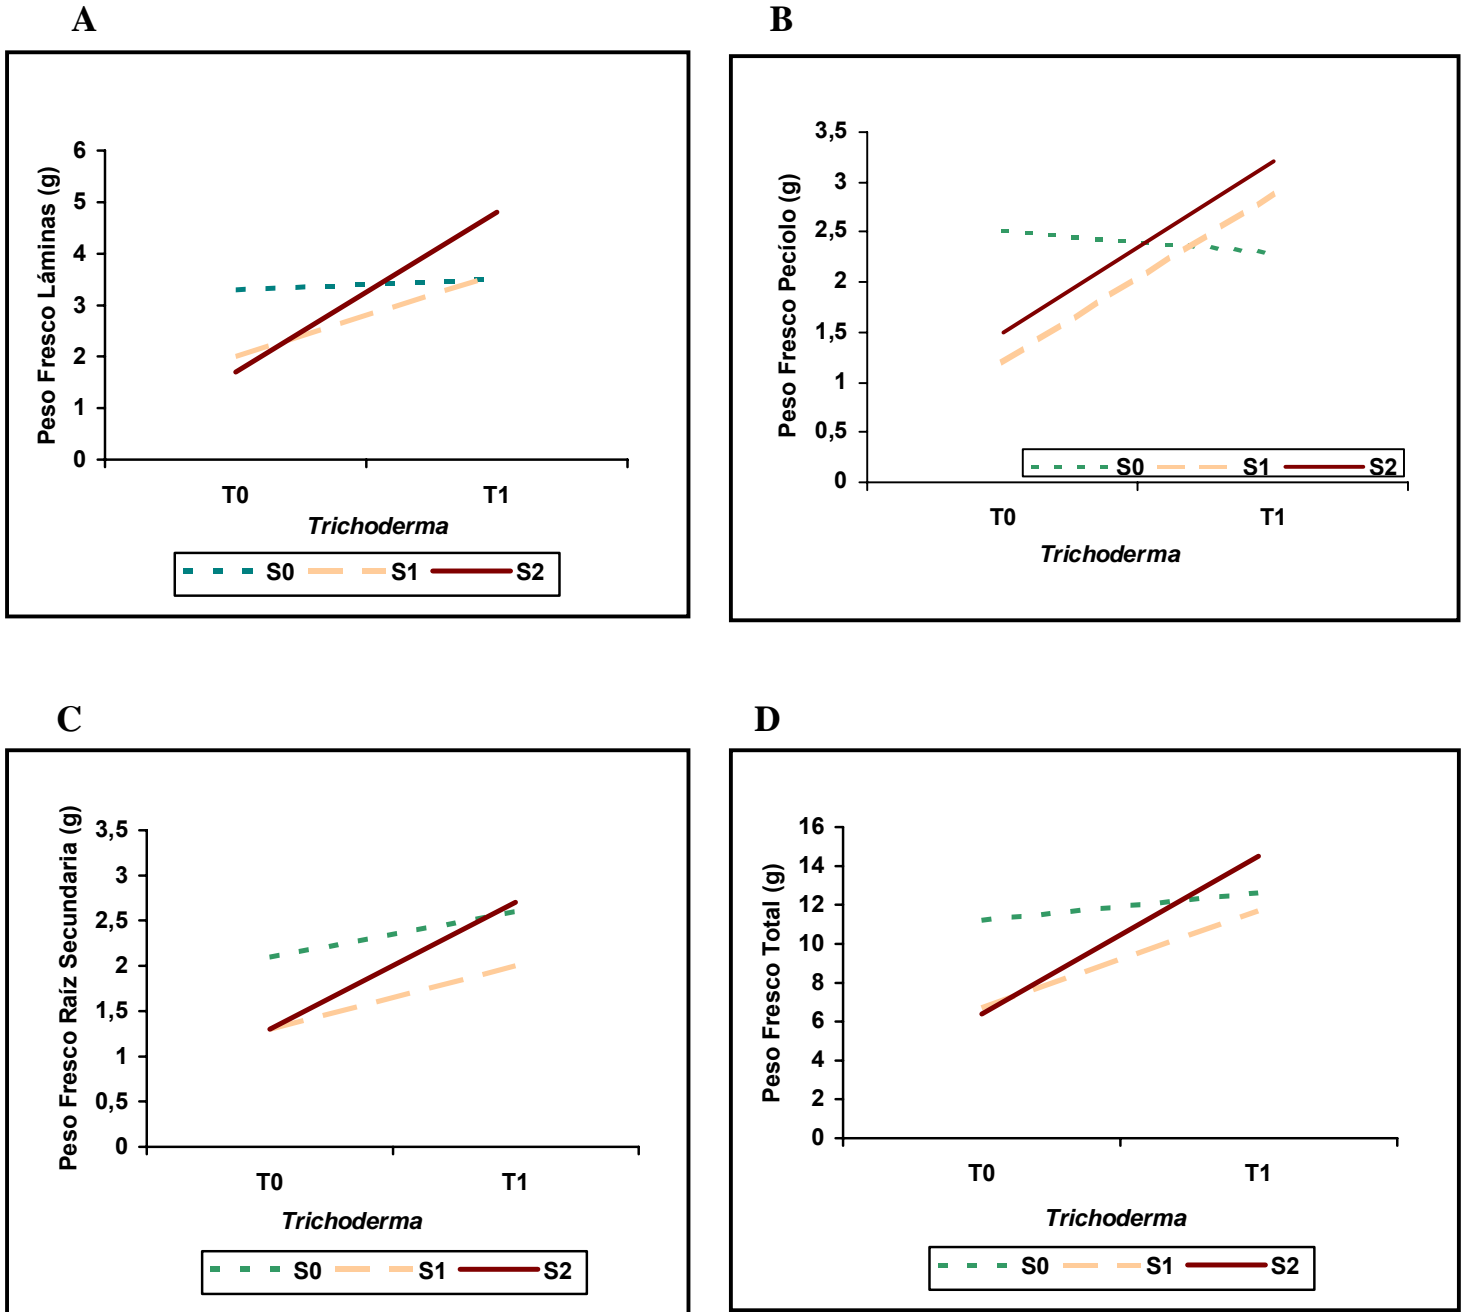 A
Peso Fresco Láminas (g)
6
5
4
3
2
1
0
T0 T1
Trichoderma
S0 S1 S2
B
Peso Fresco Pecíolo (g)
3,5
3
2,5
2
1,5
1
0,5
0
S0 S1 S2
T0 T1
Trichoderma
C
Peso Fresco Raíz Secundaria (g)
3,5
3
2,5
2
1,5
1
0,5
0
T0 T1
Trichoderma
S0 S1 S2
D
Peso Fresco Total (g)
16
14
12
10
8
6
4
2
0
T0 T1
Trichoderma
S0 S1 S2